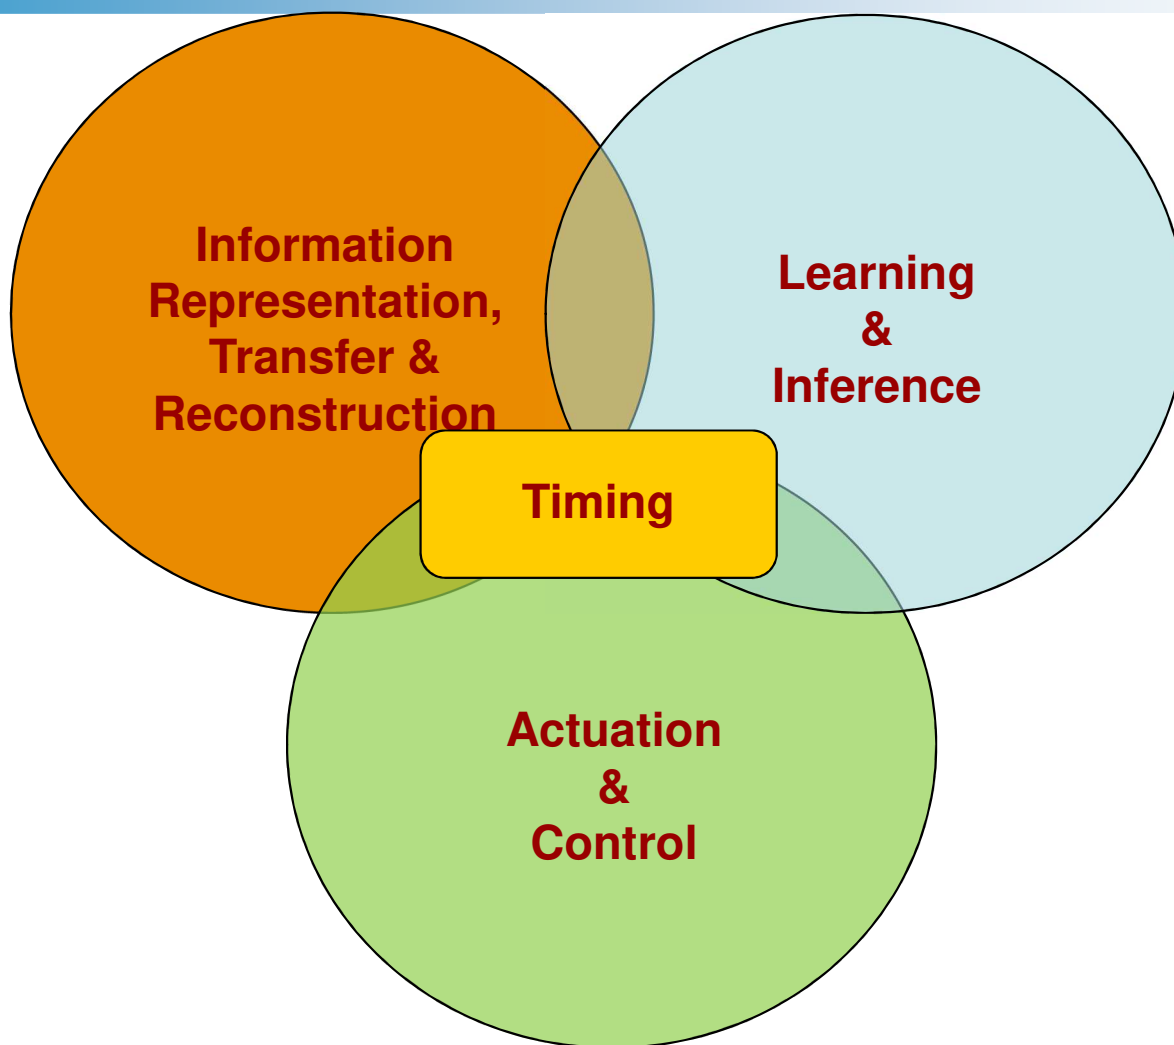 Information
Representation,
Transfer &
Reconstruction
Learning
&
Inference
Timing
Actuation
&
Control